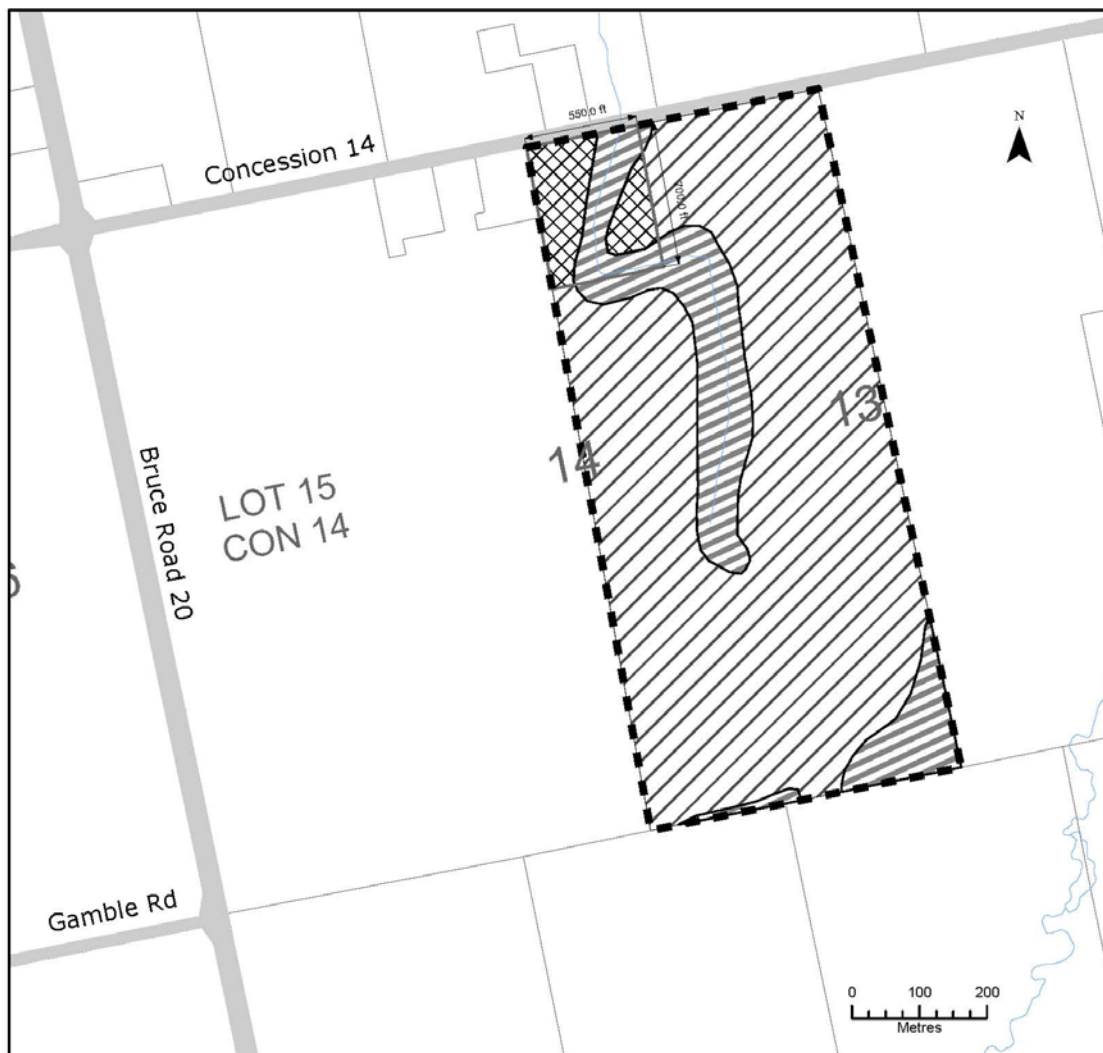 550.0 ft
N
Concession 14
700.0 ft
13
14
Bruce Road 20
LOT 15
CON 14
Gamble Rd
0 100 200
Metres